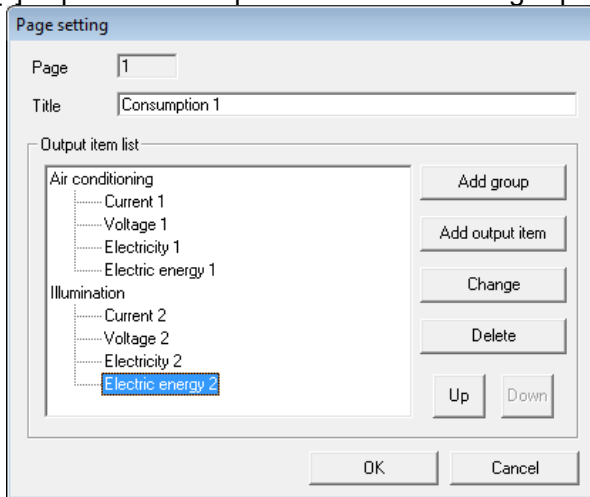 Page setting
Page 1
Title Consumption 1
Output item list
Air conditioning
Current 1
Voltage 1
Electricity 1
Electric energy 1
Illumination
Current 2
Voltage 2
Electricity 2
Electric energy 2
Add group
Add output item
Change
Delete
Up Down
OK Cancel